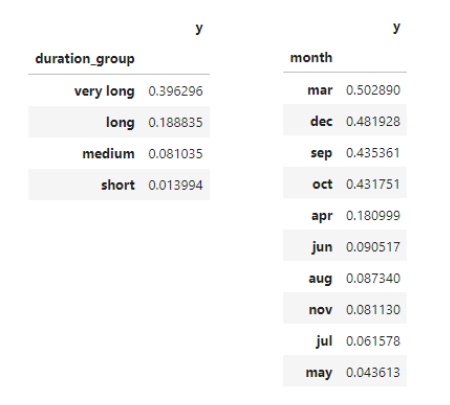 y
duration_group
very long 0.396296
long 0.188835
medium 0.081035
short 0.013994
y
month
mar 0.502890
dec 0.481928
sep 0.435361
oct 0.431751
apr 0.180999
jun 0.090517
aug 0.087340
nov 0.081130
jul 0.061578
may 0.043613